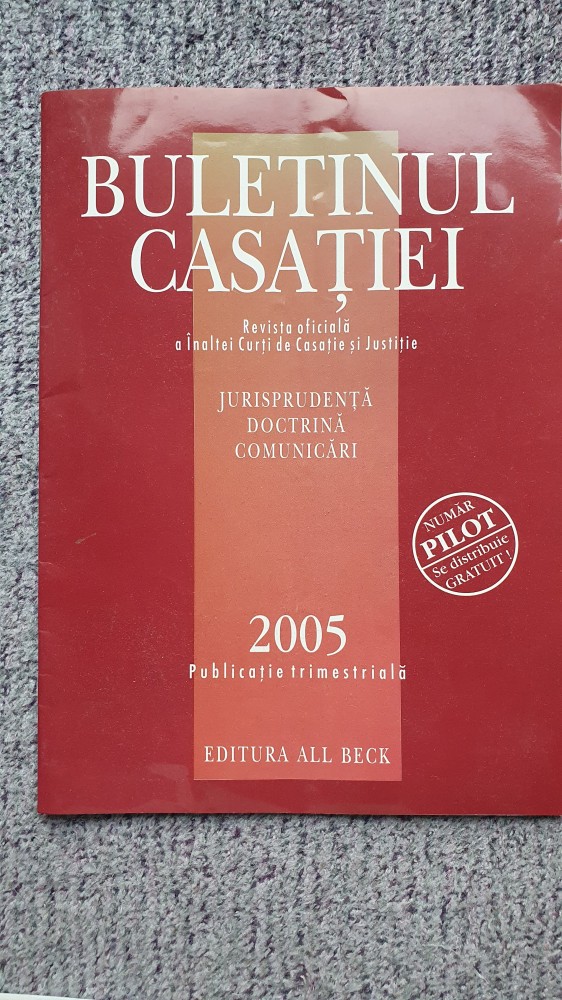 BULETINUL
CASAȚIEI
Revista oficială
a Înaltei Curți de Casație și Justiție
JURISPRUDENȚĂ
DOCTRINĂ
COMUNICĂRI
NUMĂR
PILOT
Se distribuie
GRATUIT !
2005
Publicație trimestrială
EDITURA ALL BECK